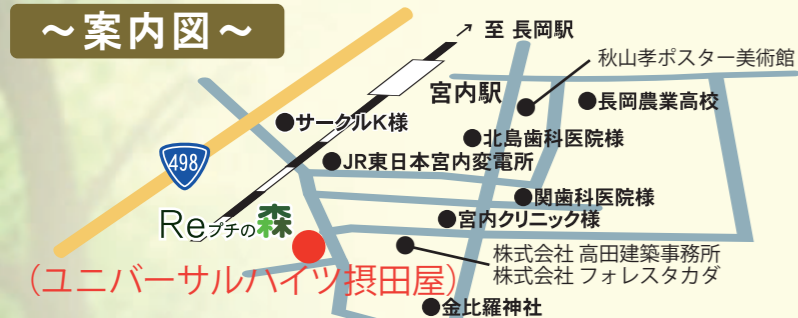 ～案内図～
↗ 至 長岡駅
秋山孝ポスター美術館
宮内駅
●長岡農業高校
●サークルK様
●北島歯科医院様
498
●JR東日本宮内変電所
●関歯科医院様
Reプチの森
●宮内クリニック様
株式会社 高田建築事務所
株式会社 フォレスタカダ
（ユニバーサルハイツ摂田屋）
●金比羅神社